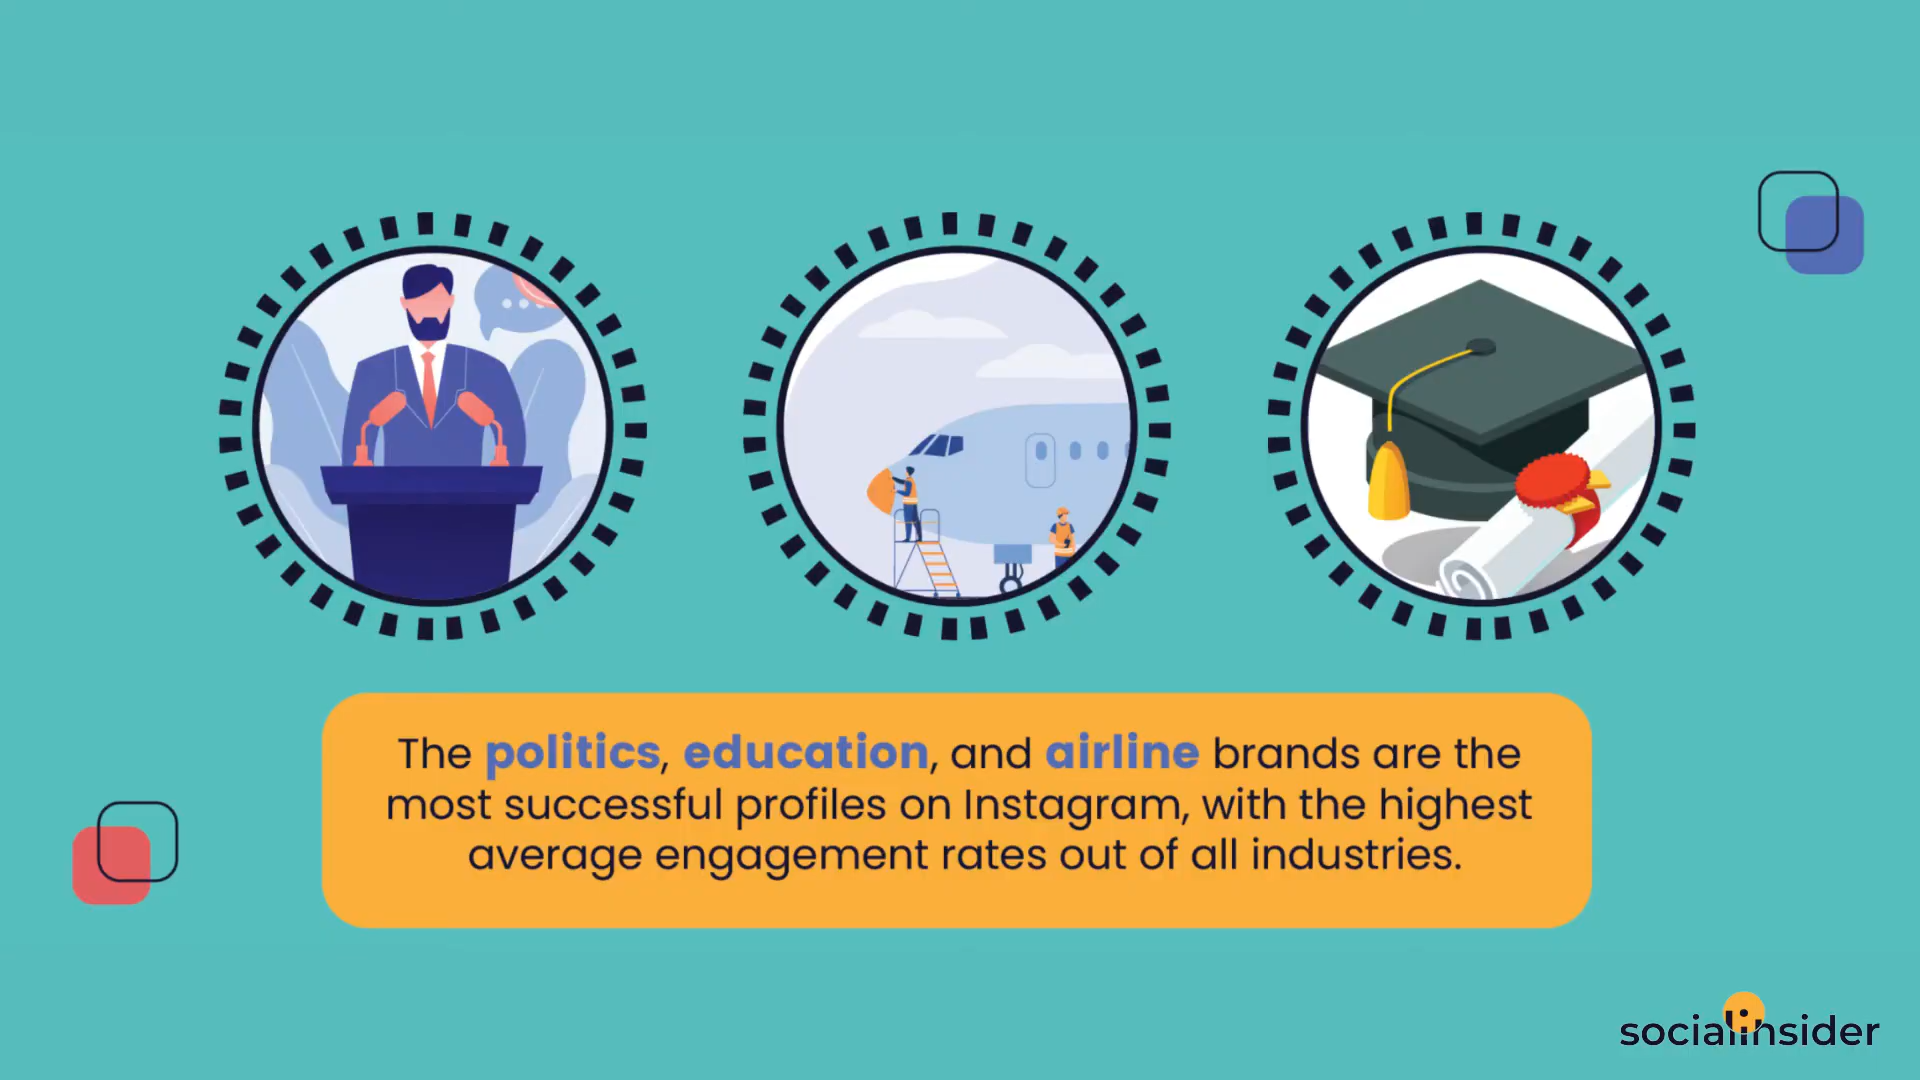 The politics, education, and airline brands are the
most successful profiles on Instagram, with the highest
average engagement rates out of all industries.
socialinsider